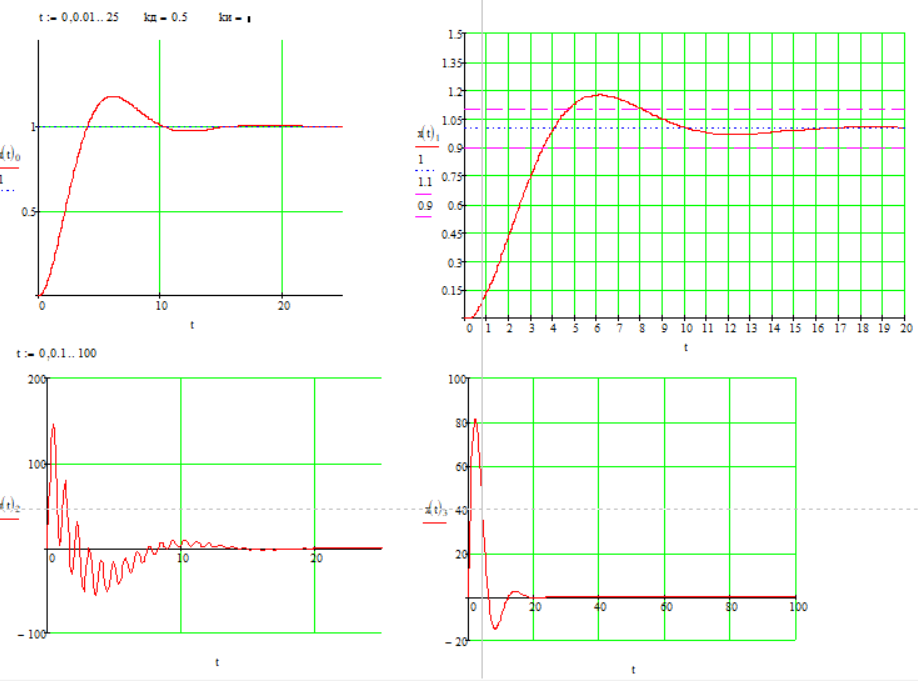 t := 0,0.01.. 25 kд = 0.5 kи =
1
0.5
x(t)₀
1
0 10 20
t
1.5
1.35
1.2
1.05
0.9
0.75
0.6
0.45
0.3
0.15
x(t)₁
1
1.1
0.9
0 1 2 3 4 5 6 7 8 9 10 11 12 13 14 15 16 17 18 19 20
t
t := 0,0.1.. 100
200
100
x(t)₂
− 100
0 10 20
t
100
80
60
40
20
− 20
x(t)₃
0 20 40 60 80 100
t